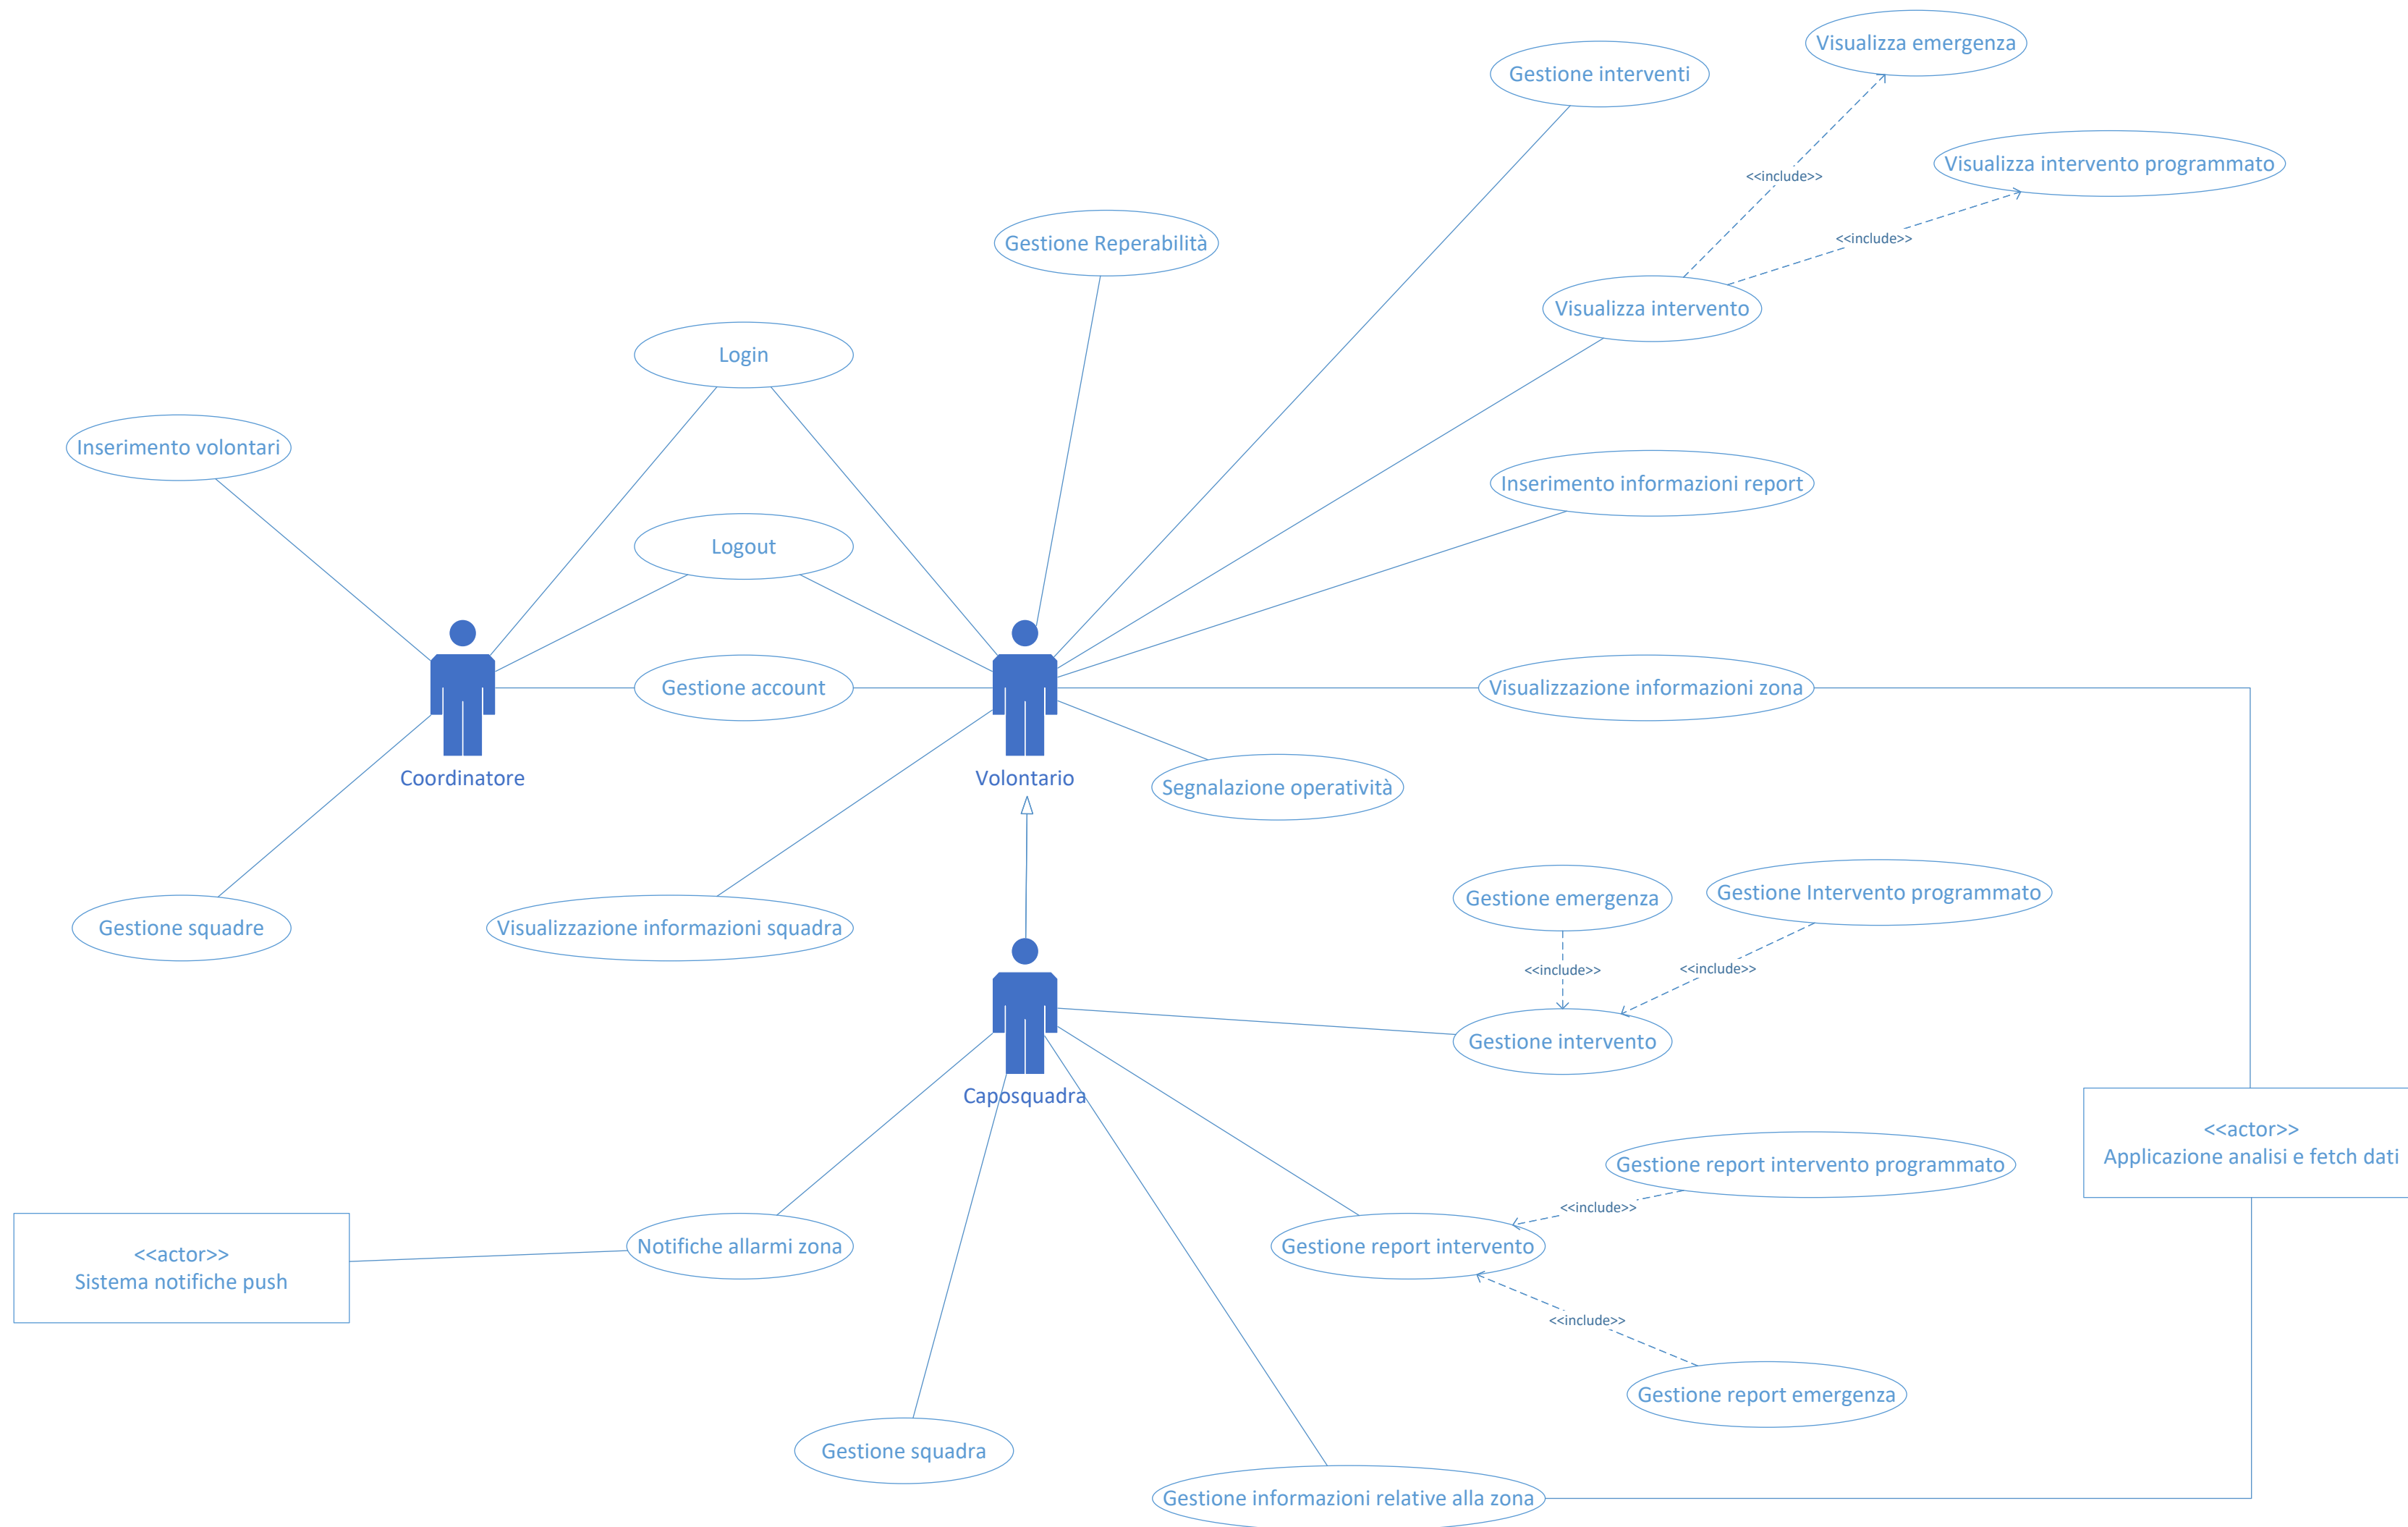 Visualizza emergenza
Gestione interventi
Visualizza intervento programmato
<<include>>
<<include>>
Gestione Reperabilità
Visualizza intervento
Login
Inserimento volontari
Inserimento informazioni report
Logout
Gestione account
Visualizzazione informazioni zona
Coordinatore
Volontario
Segnalazione operatività
Gestione emergenza
Gestione Intervento programmato
Gestione squadre
Visualizzazione informazioni squadra
<<include>>
<<include>>
Gestione intervento
Caposquadra
<<actor>>
Applicazione analisi e fetch dati
Gestione report intervento programmato
<<include>>
<<actor>>
Sistema notifiche push
Notifiche allarmi zona
Gestione report intervento
<<include>>
Gestione report emergenza
Gestione squadra
Gestione informazioni relative alla zona